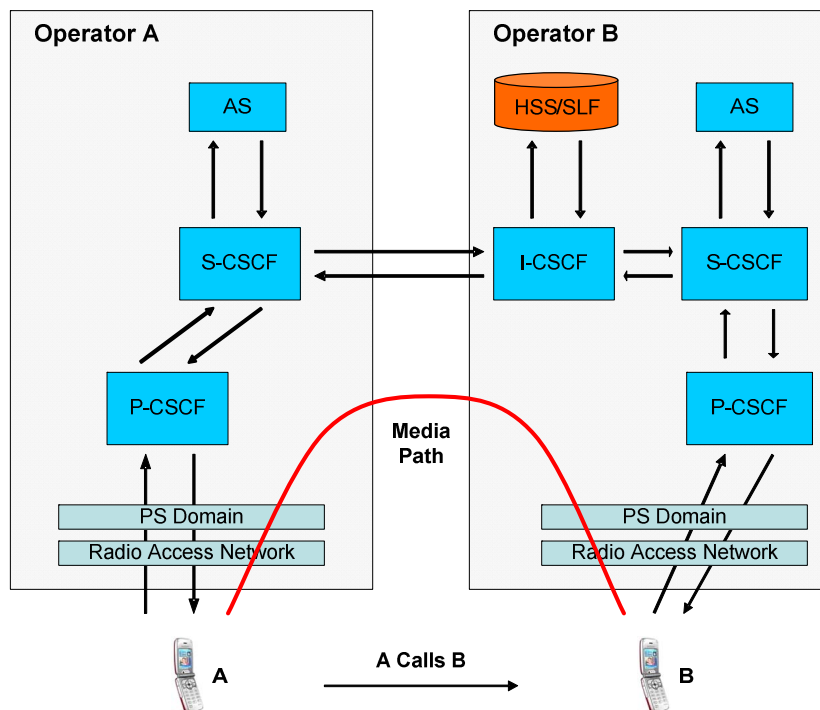 Operator A
Operator B
AS
HSS/SLF
AS
S-CSCF
I-CSCF
S-CSCF
P-CSCF
P-CSCF
Media
Path
PS Domain
PS Domain
Radio Access Network
Radio Access Network
A
A Calls B
B